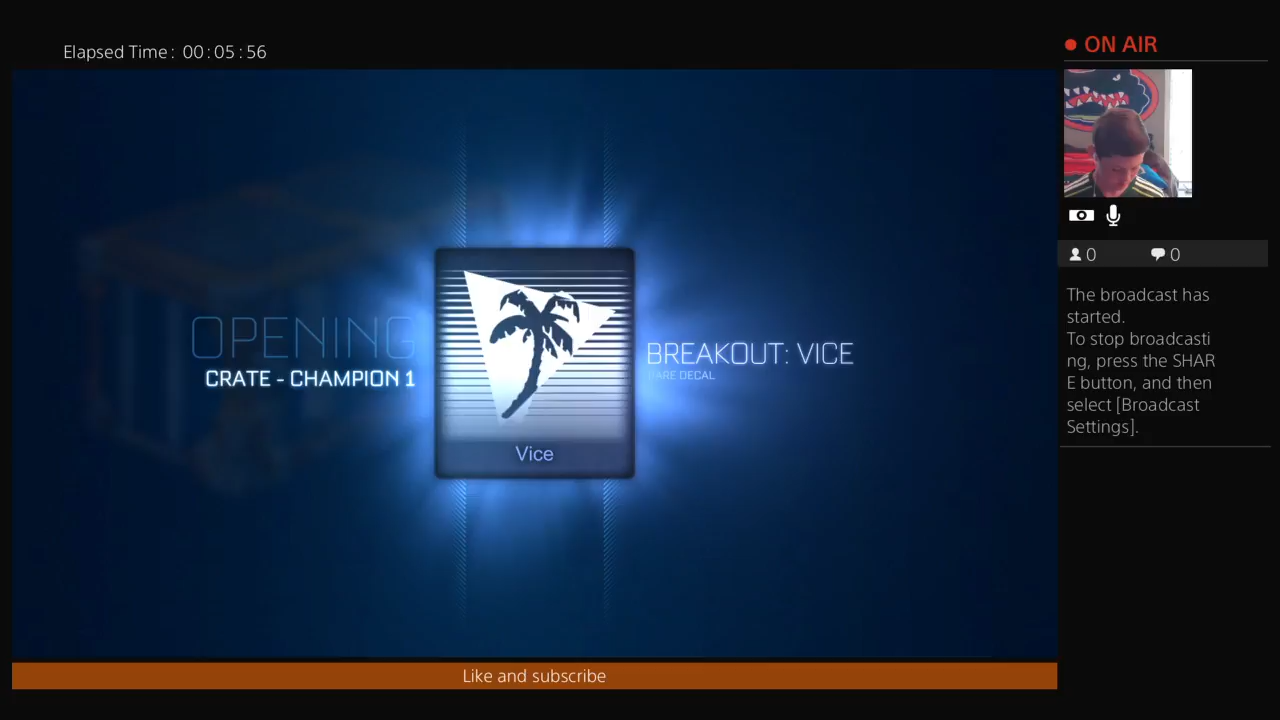 Elapsed Time: 00:05:56
ON AIR
OPENING
CRATE - CHAMPION 1
Vice
BREAKOUT: VICE
RARE DECAL
0 0
The broadcast has
started.
To stop broadcasti
ng, press the SHAR
E button, and then
select [Broadcast
Settings].
Like and subscribe